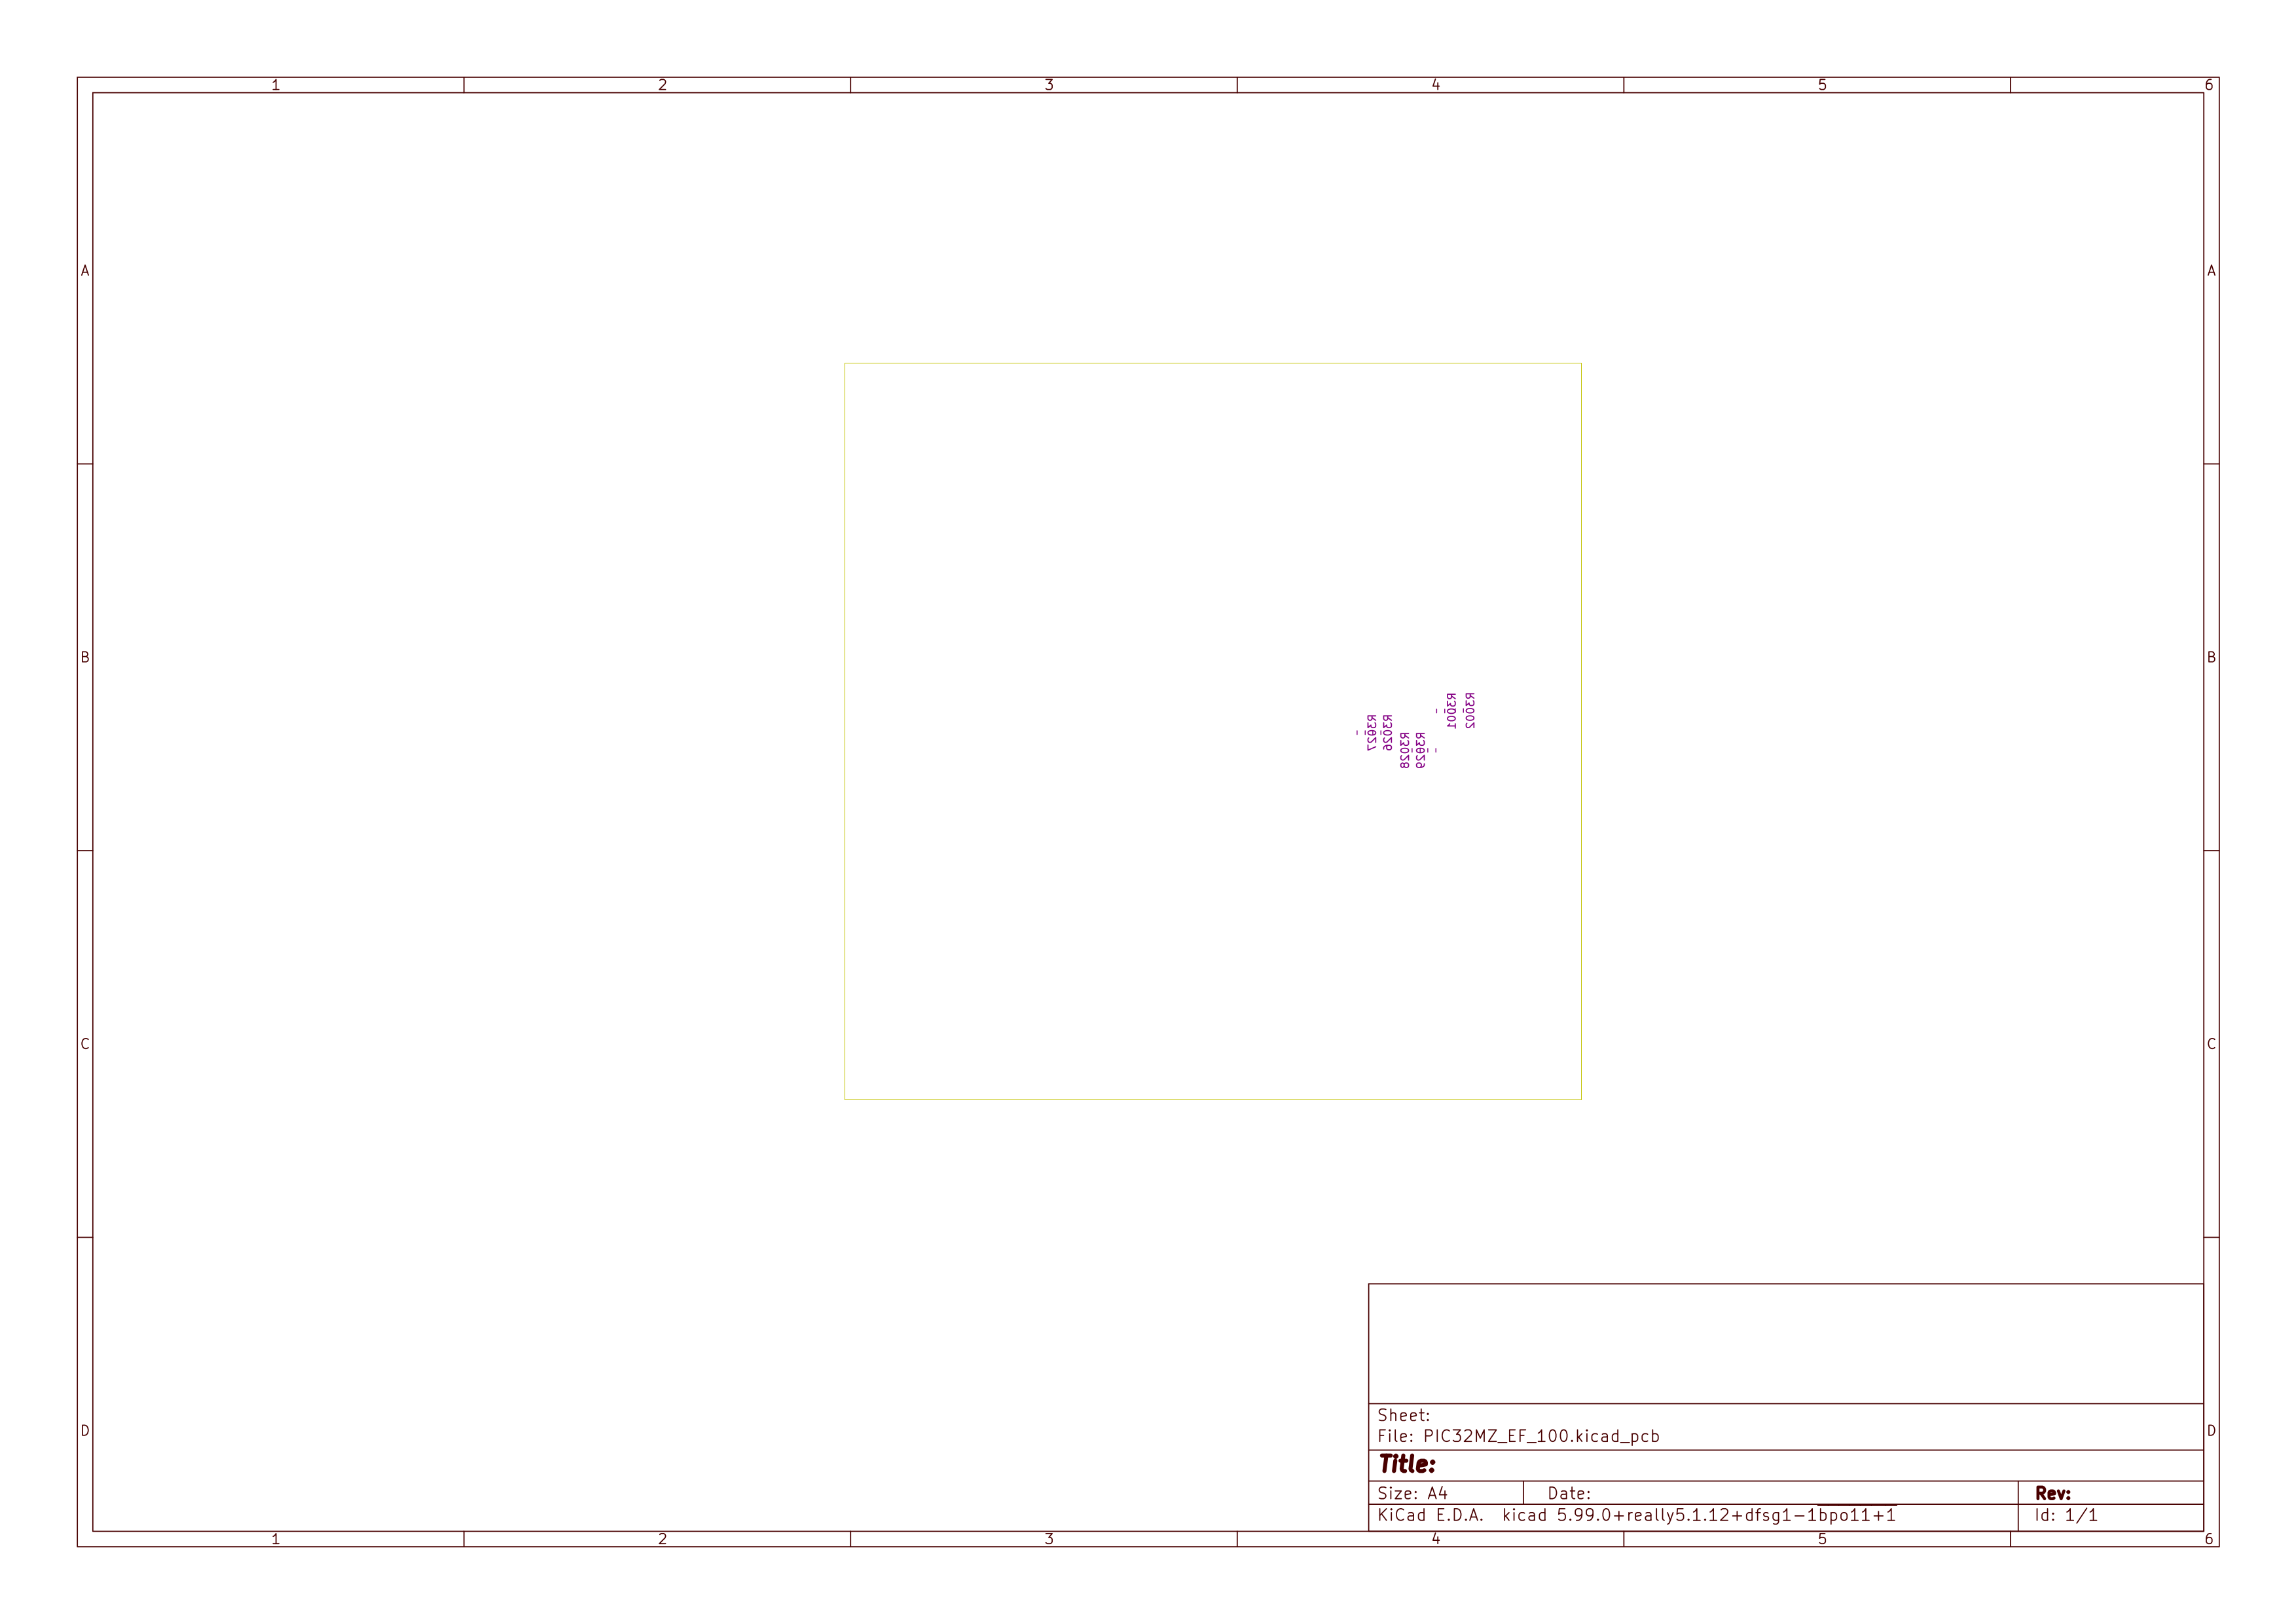 1 2 3 4 5 6
A A
B B
R3001 R3002
R3027 R3026
R3028 R3029
C C
D D
Sheet:
File: PIC32MZ_EF_100.kicad_pcb
Title:
Size: A4 Date: Rev:
KiCad E.D.A. kicad 5.99.0+really5.1.12+dfsg1-1bpo11+1 Id: 1/1
1 2 3 4 5 6